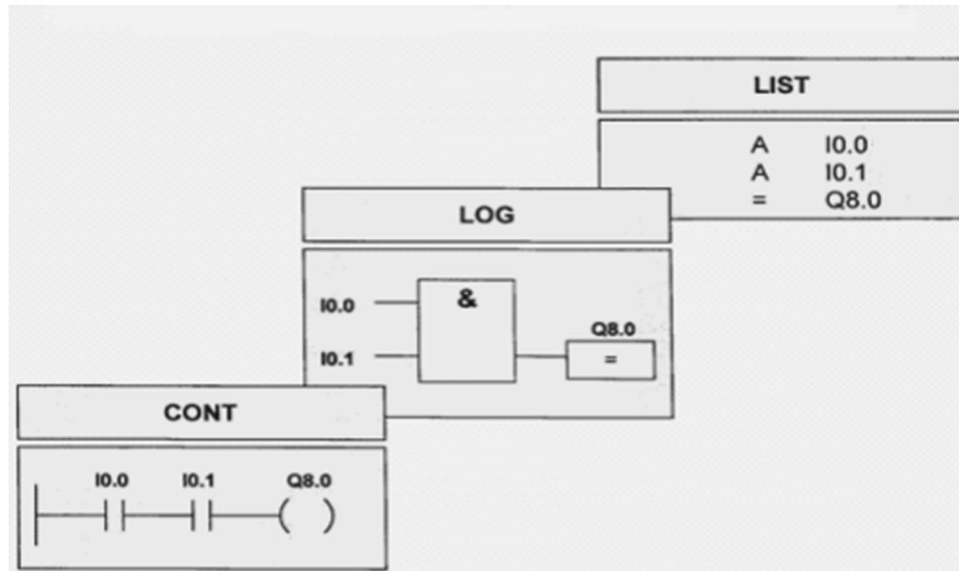 LIST
A I0.0
A I0.1
= Q8.0
LOG
I0.0
&
I0.1
Q8.0
=
CONT
I0.0 I0.1 Q8.0
( )